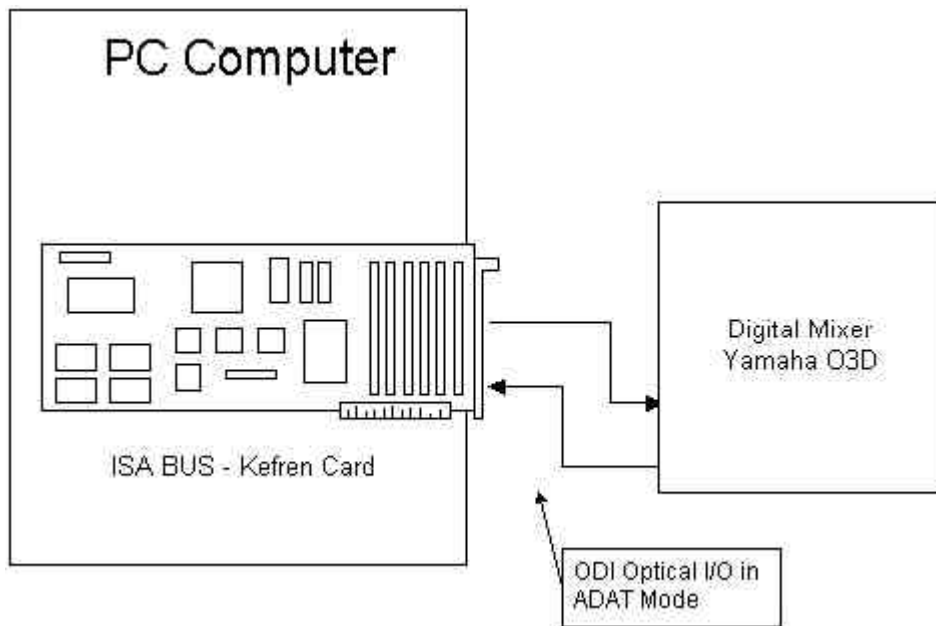 PC Computer
Digital Mixer
Yamaha O3D
ISA BUS - Kefren Card
ODI Optical I/O in
ADAT Mode